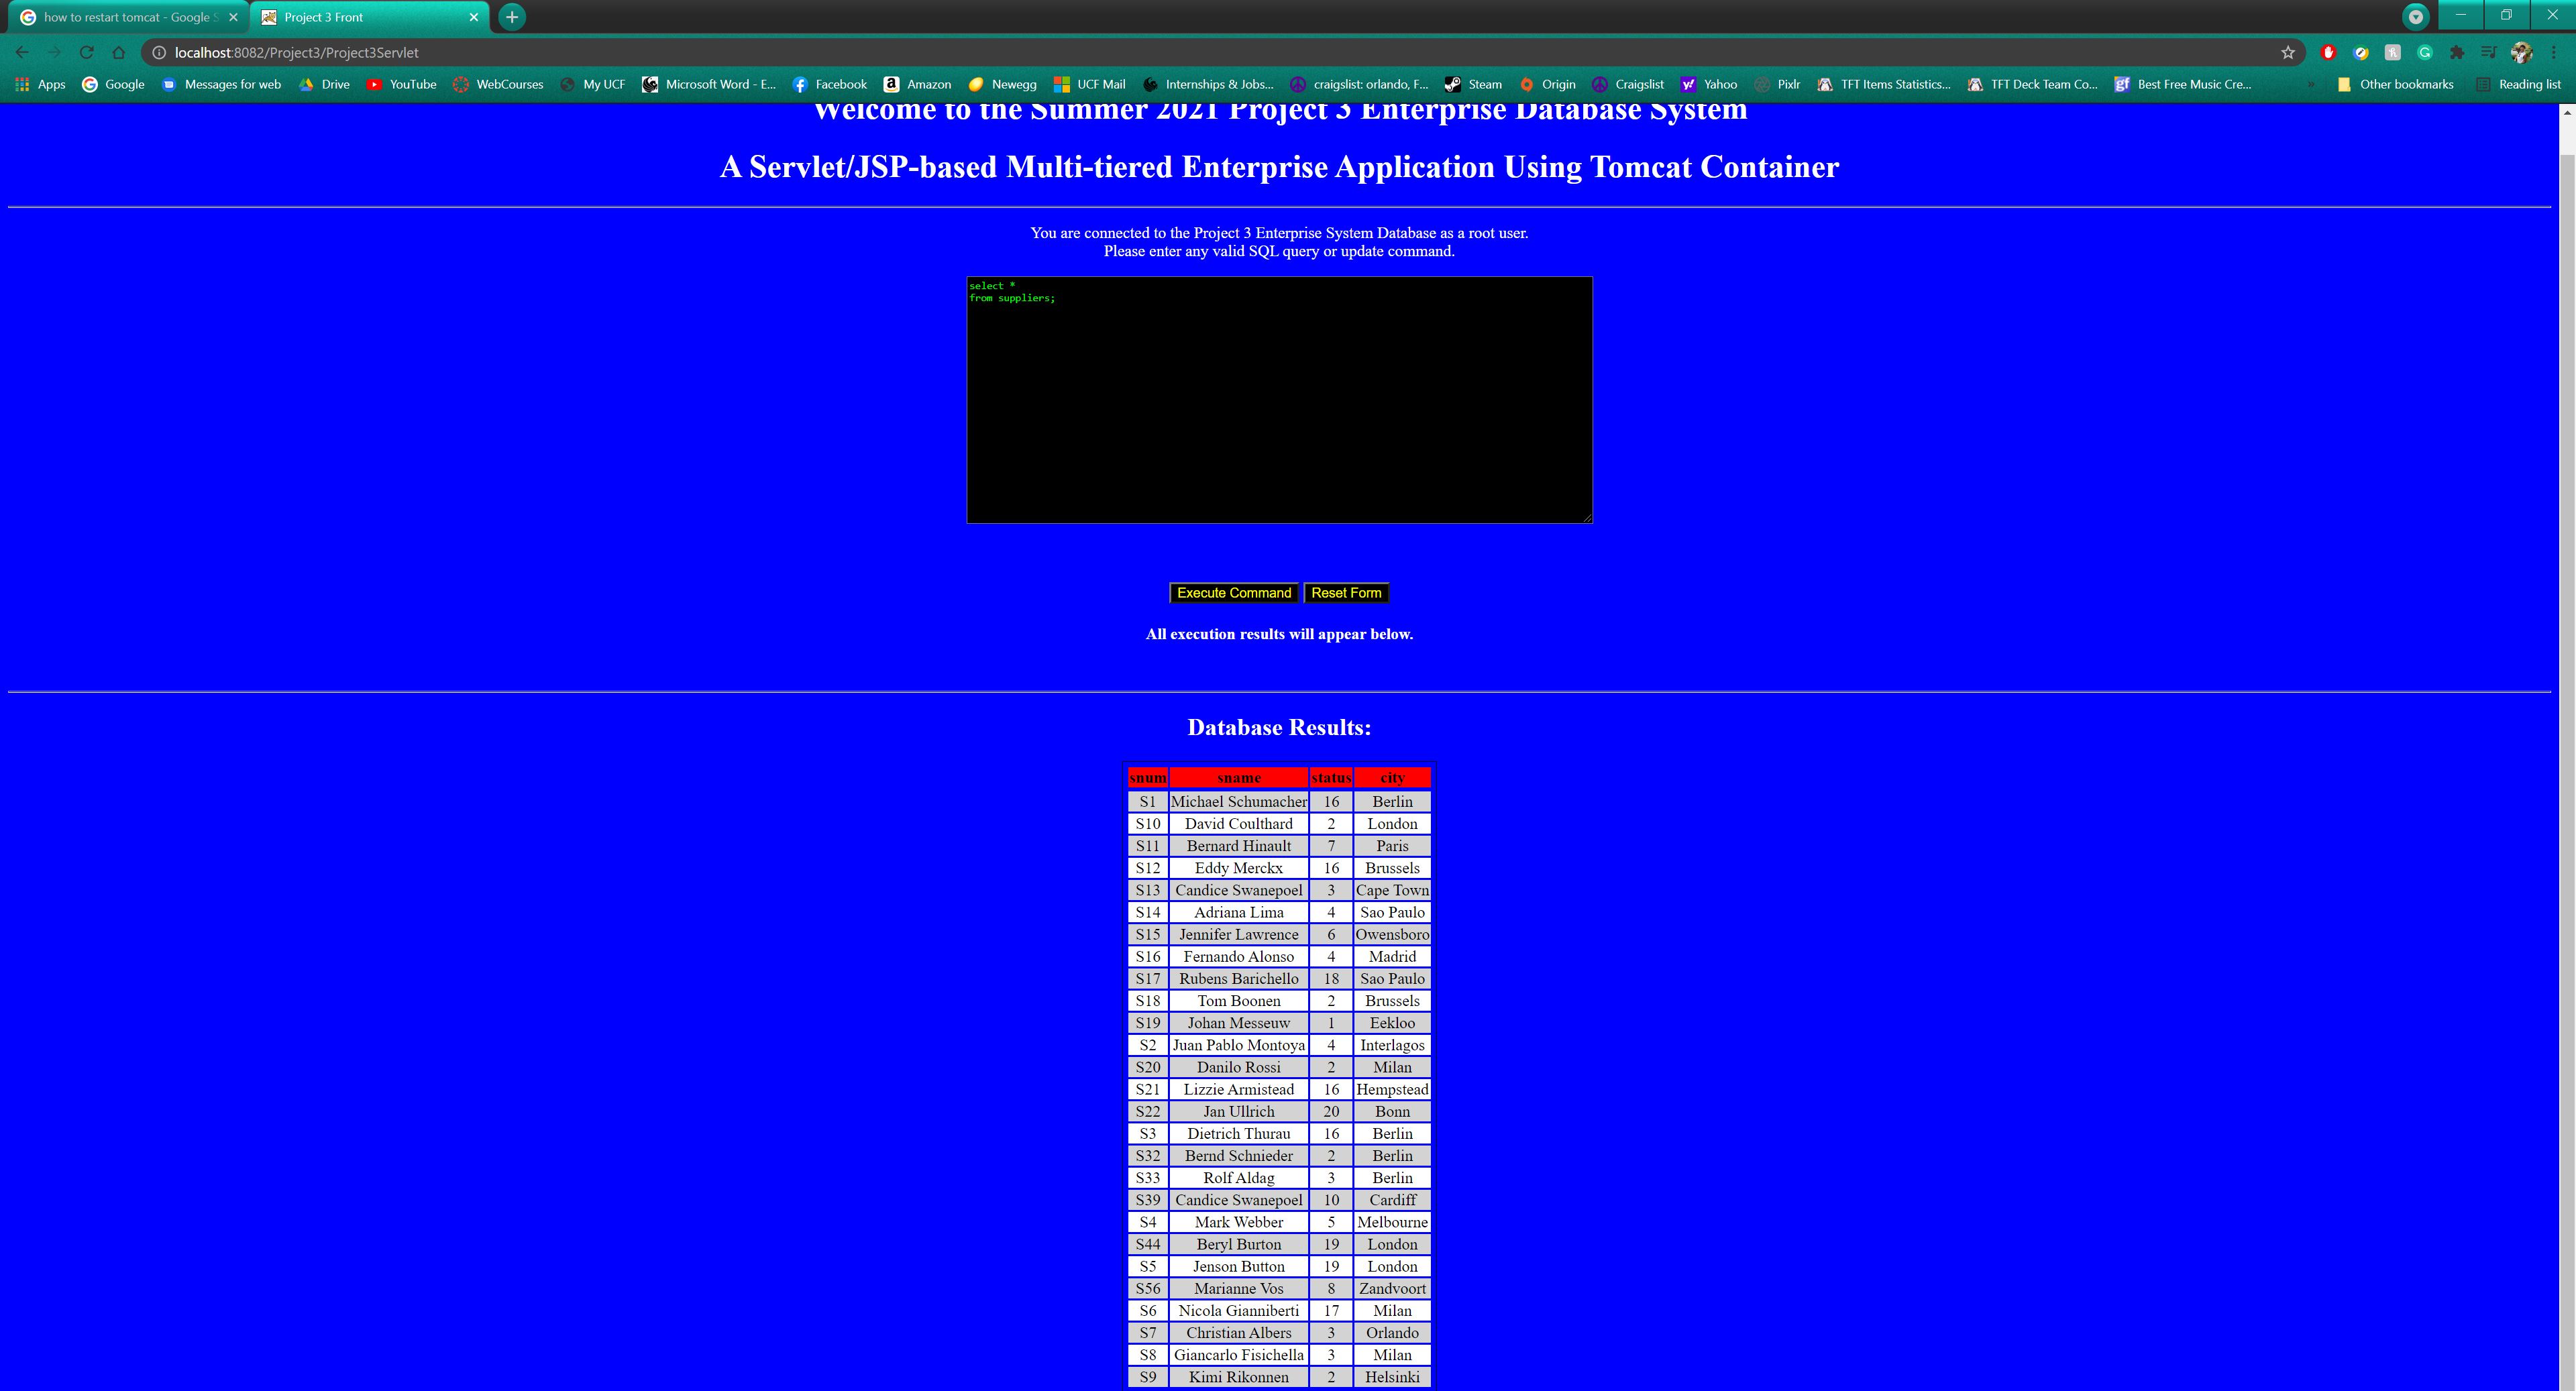 how to restart tomcat - Google S
Project 3 Front
localhost:8082/Project3/Project3Servlet
Apps Google Messages for web Drive YouTube WebCourses My UCF Microsoft Word - E... Facebook Amazon Newegg UCF Mail Internships & Jobs... craigslist: orlando, F... Steam Origin Craigslist Yahoo Pixlr TFT Items Statistics... TFT Deck Team Co... gf Best Free Music Cre... » Other bookmarks Reading list
Welcome to the Summer 2021 Project 3 Enterprise Database System
A Servlet/JSP-based Multi-tiered Enterprise Application Using Tomcat Container
You are connected to the Project 3 Enterprise System Database as a root user.
Please enter any valid SQL query or update command.
select *
from suppliers;
Execute Command Reset Form
All execution results will appear below.
Database Results:
snum sname status city
S1 Michael Schumacher 16 Berlin
S10 David Coulthard 2 London
S11 Bernard Hinault 7 Paris
S12 Eddy Merckx 16 Brussels
S13 Candice Swanepoel 3 Cape Town
S14 Adriana Lima 4 Sao Paulo
S15 Jennifer Lawrence 6 Owensboro
S16 Fernando Alonso 4 Madrid
S17 Rubens Barichello 18 Sao Paulo
S18 Tom Boonen 2 Brussels
S19 Johan Messeuw 1 Eekloo
S2 Juan Pablo Montoya 4 Interlagos
S20 Danilo Rossi 2 Milan
S21 Lizzie Armistead 16 Hempstead
S22 Jan Ullrich 20 Bonn
S3 Dietrich Thurau 16 Berlin
S32 Bernd Schnieder 2 Berlin
S33 Rolf Aldag 3 Berlin
S39 Candice Swanepoel 10 Cardiff
S4 Mark Webber 5 Melbourne
S44 Beryl Burton 19 London
S5 Jenson Button 19 London
S56 Marianne Vos 8 Zandvoort
S6 Nicola Gianniberti 17 Milan
S7 Christian Albers 3 Orlando
S8 Giancarlo Fisichella 3 Milan
S9 Kimi Rikonnen 2 Helsinki